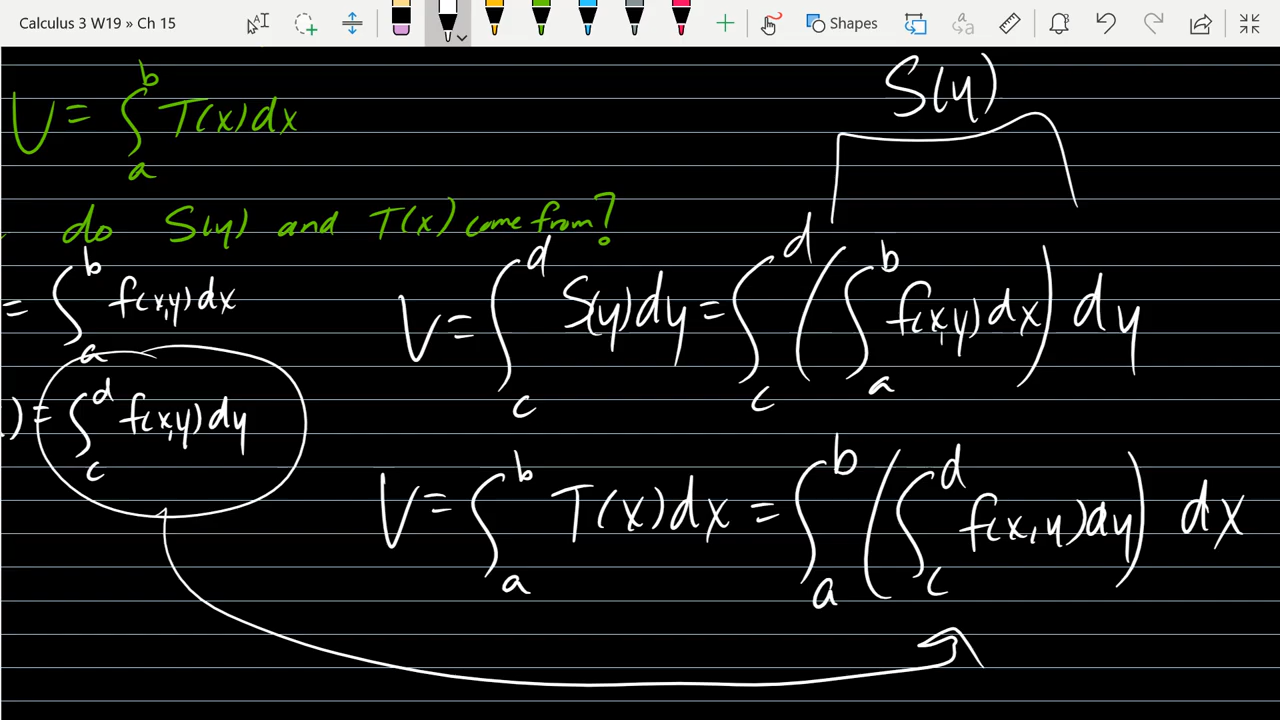 Calculus 3 W19 » Ch 15
Shapes
V = ∫_a^b T(x)dx
S(y)
do S(y) and T(x) come from?
= ∫_a^b f(x,y)dx
V = ∫_c^d S(y)dy = ∫_c^d (∫_a^b f(x,y)dx) dy
) = ∫_c^d f(x,y)dy
V = ∫_a^b T(x)dx = ∫_a^b (∫_c^d f(x,y)dy) dx